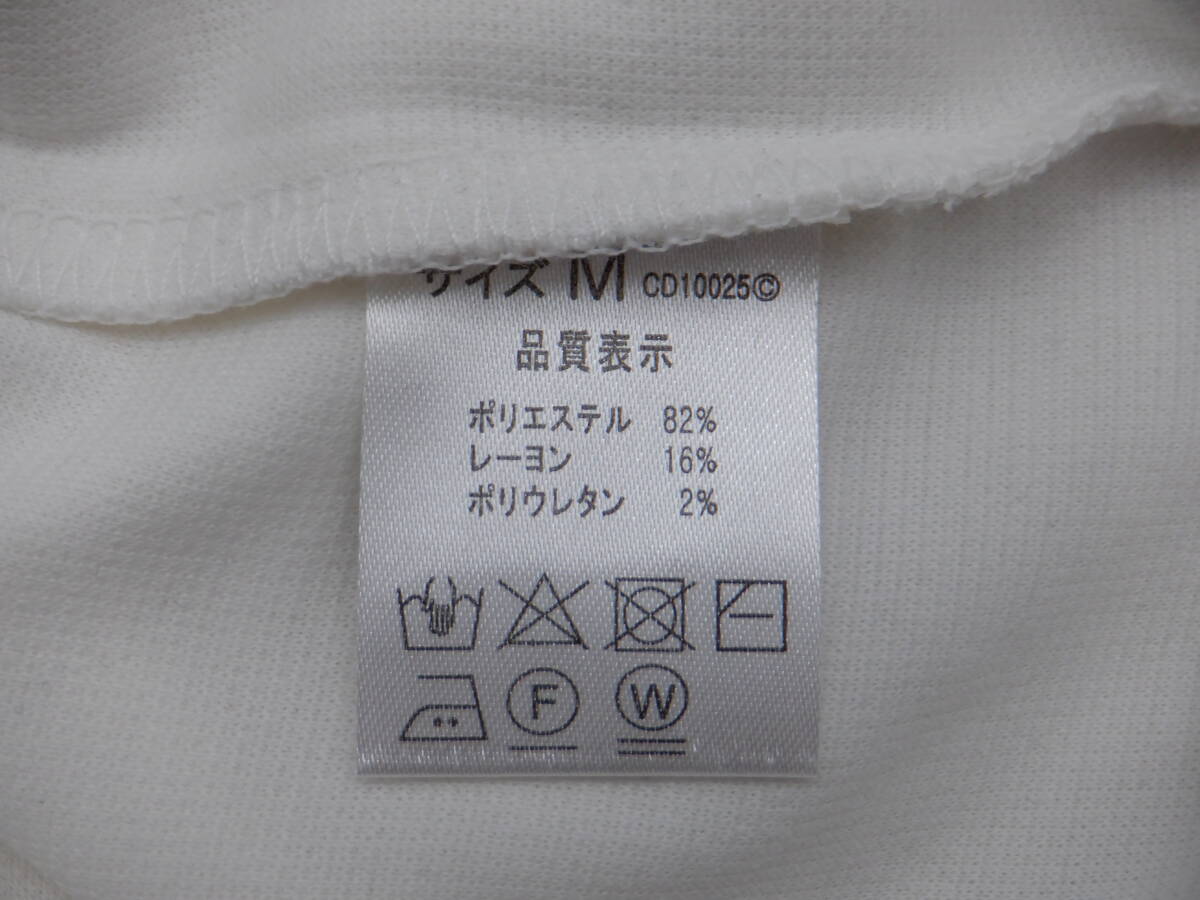 サイズ M CD10025©
品質表示
ポリエステル 82%
レーヨン 16%
ポリウレタン 2%
F W